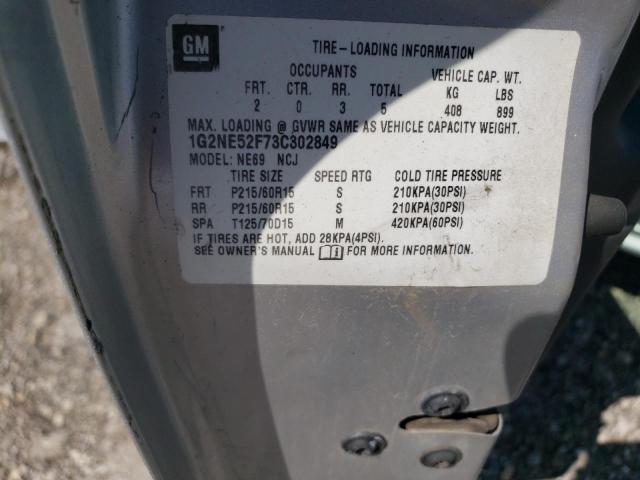 GM
TIRE-LOADING INFORMATION
OCCUPANTS VEHICLE CAP. WT.
FRT. CTR. RR. TOTAL KG LBS
2 0 3 5 408 899
MAX. LOADING @ GVWR SAME AS VEHICLE CAPACITY WEIGHT.
1G2NE52F73C302849
MODEL: NE69 NCJ
TIRE SIZE SPEED RTG COLD TIRE PRESSURE
FRT P215/60R15 S 210KPA(30PSI)
RR P215/60R15 S 210KPA(30PSI)
SPA T125/70D15 M 420KPA(60PSI)
IF TIRES ARE HOT, ADD 28KPA(4PSI).
SEE OWNER'S MANUAL i FOR MORE INFORMATION.